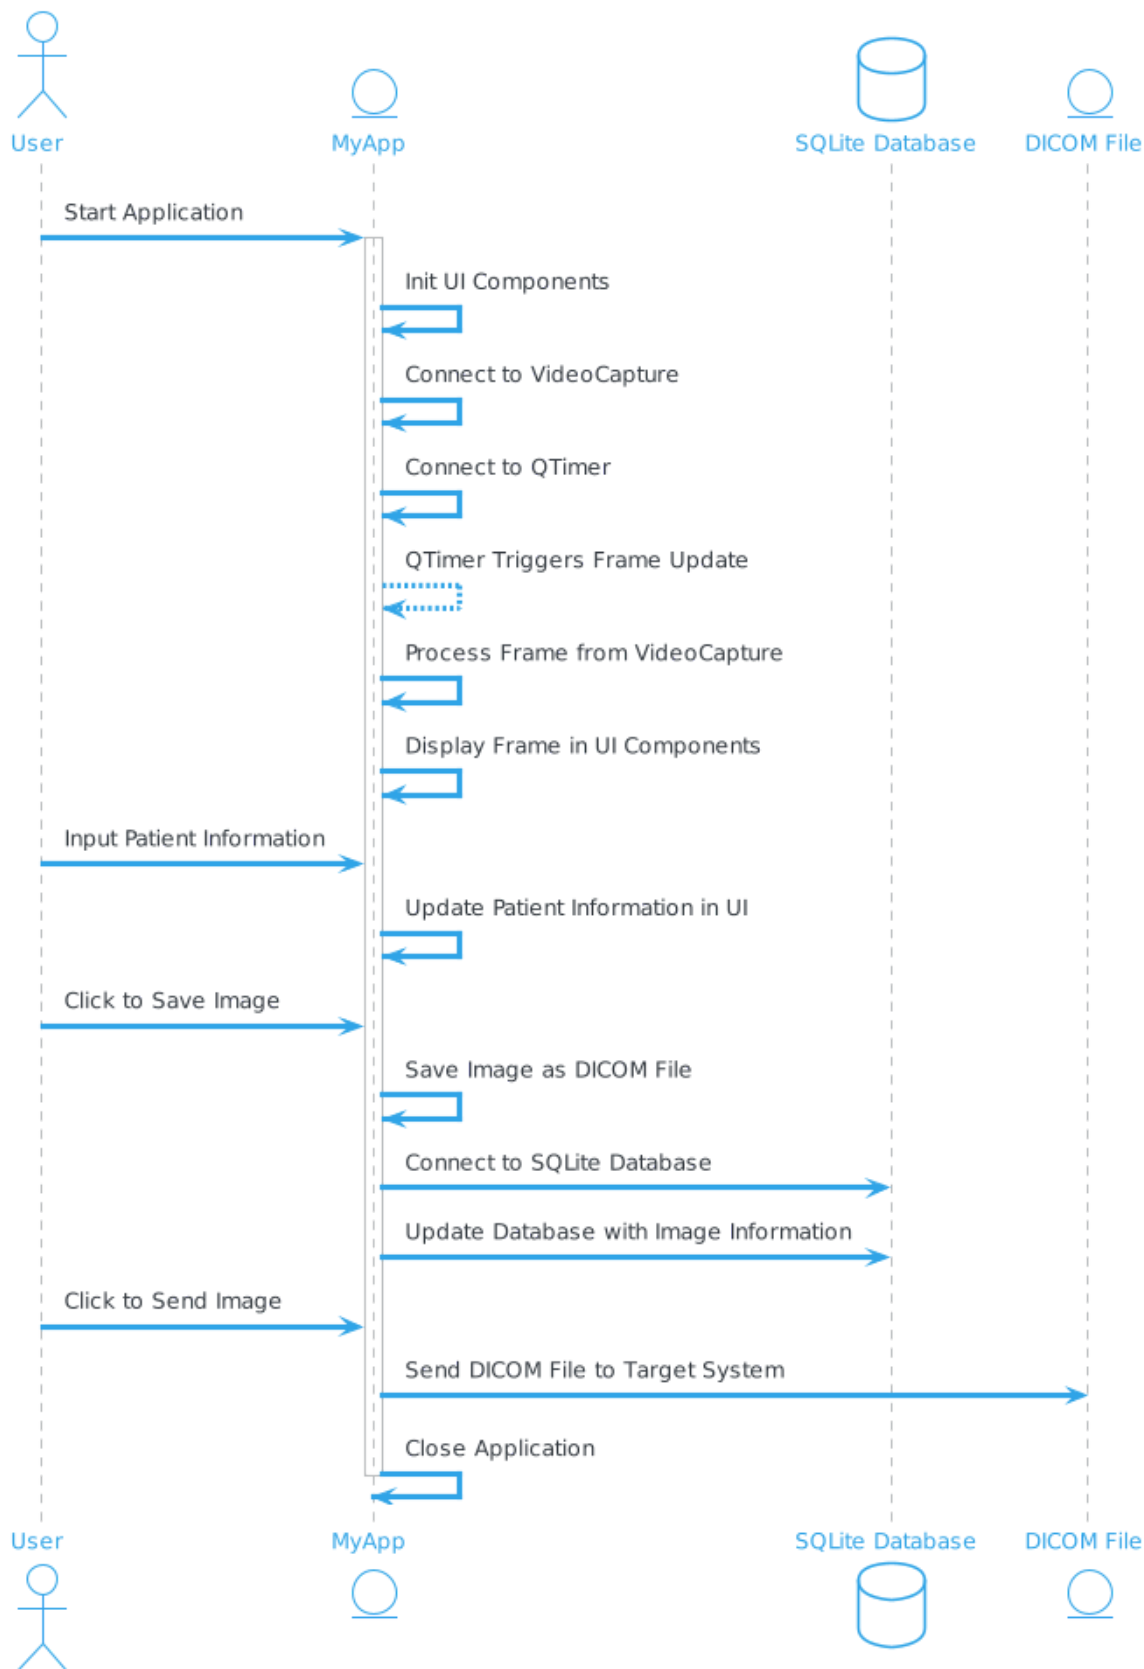 User
MyApp
SQLite Database
DICOM File
Start Application
Init UI Components
Connect to VideoCapture
Connect to QTimer
QTimer Triggers Frame Update
Process Frame from VideoCapture
Display Frame in UI Components
Input Patient Information
Update Patient Information in UI
Click to Save Image
Save Image as DICOM File
Connect to SQLite Database
Update Database with Image Information
Click to Send Image
Send DICOM File to Target System
Close Application
User
MyApp
SQLite Database
DICOM File